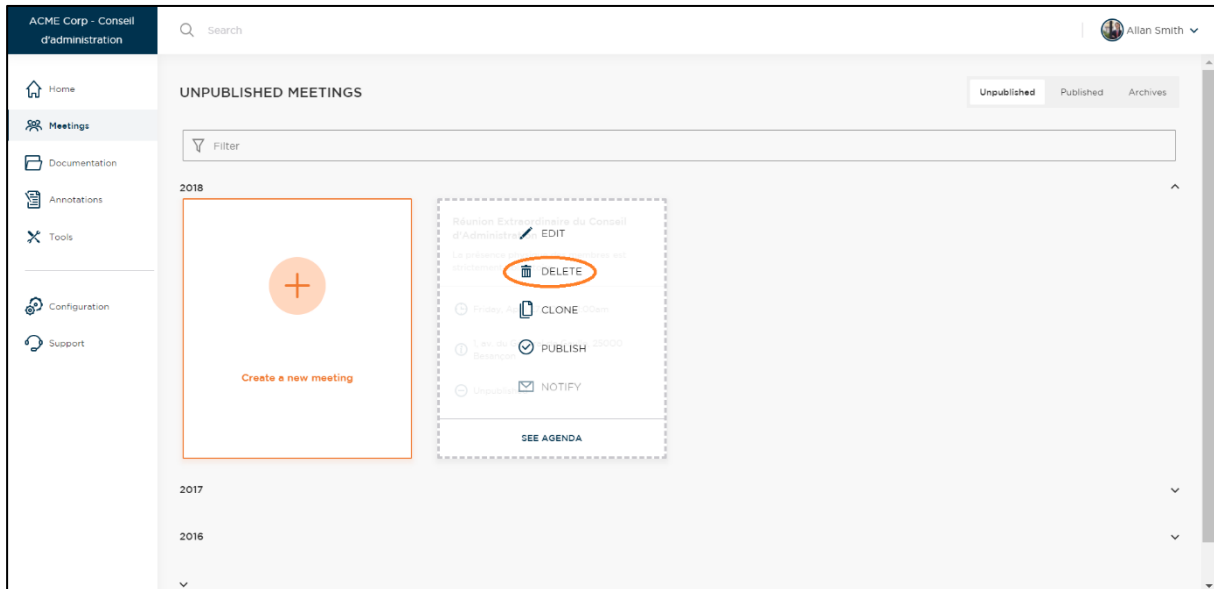 ACME Corp - Conseil
d'administration
Search
Allan Smith
Home
Meetings
Documentation
Annotations
Tools
Configuration
Support
UNPUBLISHED MEETINGS
Unpublished Published Archives
Filter
2018
Create a new meeting
Réunion Extraordinaire du Conseil
d'Administration
EDIT
DELETE
CLONE
PUBLISH
NOTIFY
SEE AGENDA
2017
2016